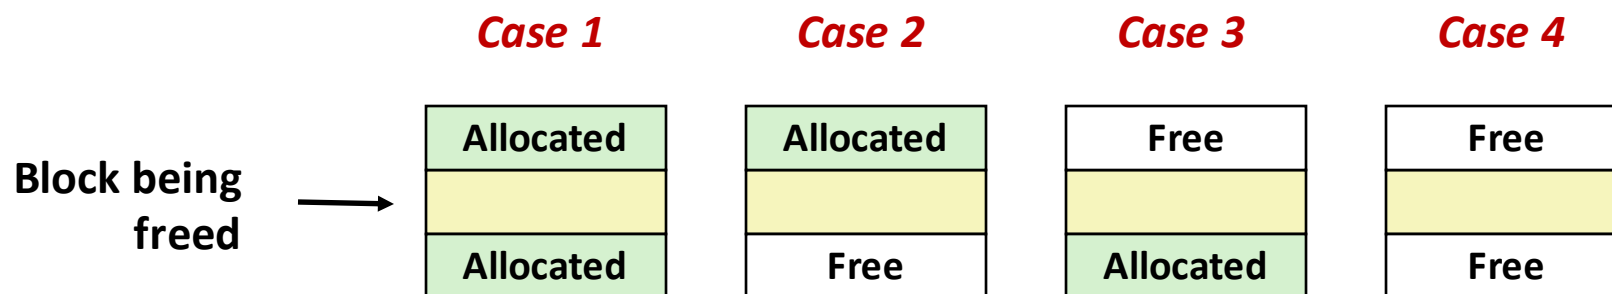 Case 1 Case 2 Case 3 Case 4
Allocated Allocated Free Free
Block being
freed
Allocated Free Allocated Free